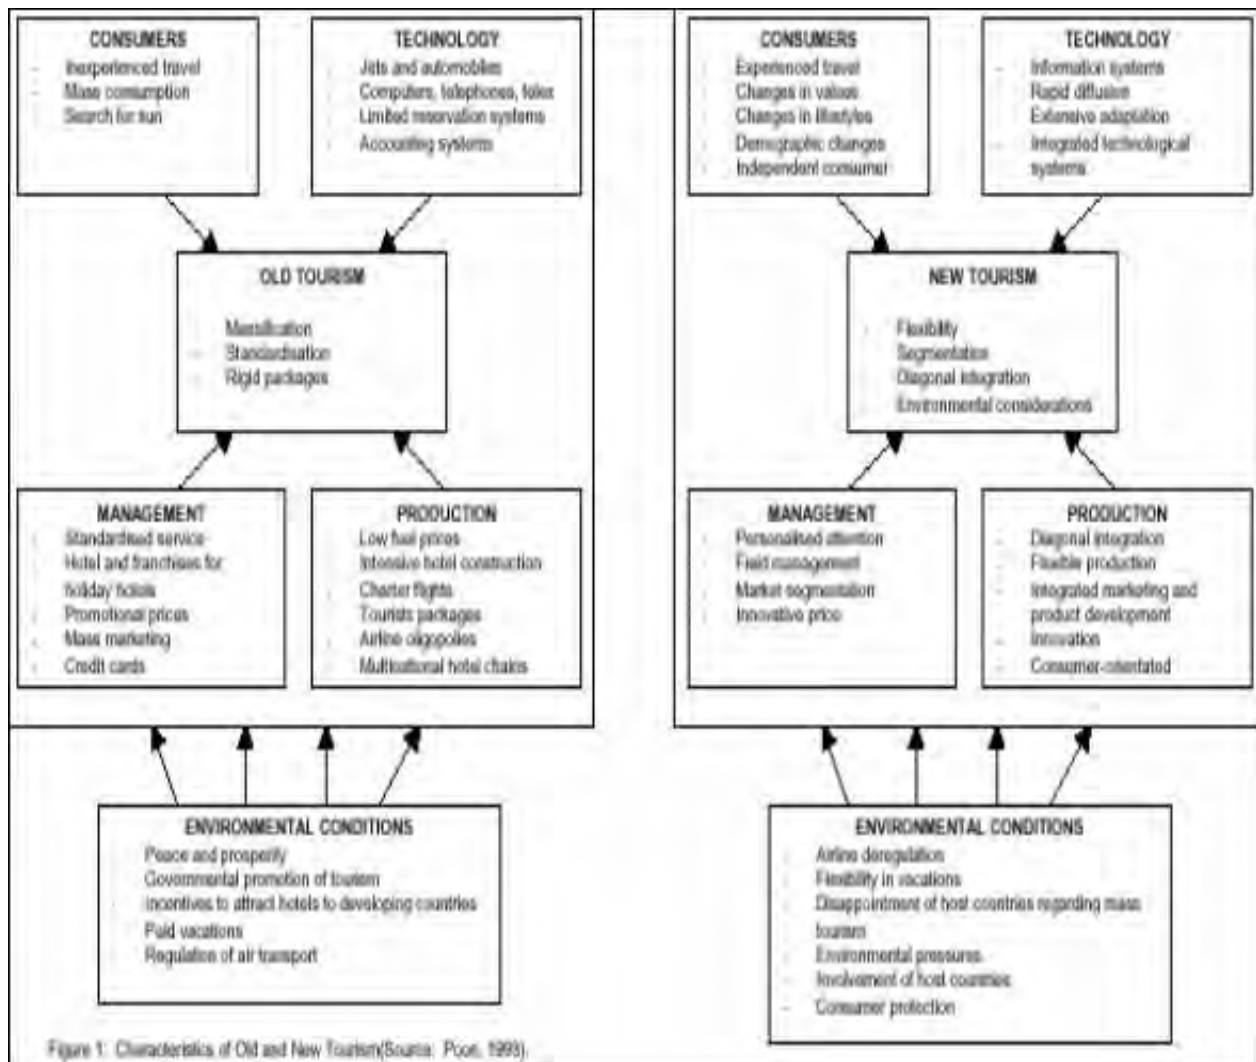 CONSUMERS
Inexperienced travel
Mass consumption
Search for sun
TECHNOLOGY
Jets and automobiles
Computers, telephones, telex
Limited reservation systems
Accounting systems
OLD TOURISM
Massification
Standardisation
Rigid packages
MANAGEMENT
Standardised service
Hotel and franchises for
holiday hotels
Promotional prices
Mass marketing
Credit cards
PRODUCTION
Low fuel prices
Intensive hotel construction
Charter flights
Tourists packages
Airline oligopolies
Multinational hotel chains
ENVIRONMENTAL CONDITIONS
Peace and prosperity
Governmental promotion of tourism
Incentives to attract hotels to developing countries
Paid vacations
Regulation of air transport
CONSUMERS
Experienced travel
Changes in values
Changes in lifestyles
Demographic changes
Independent consumer
TECHNOLOGY
- Information systems
Rapid diffusive
Extensive adaptation
- Integrated technological
systems
NEW TOURISM
Flexibility
Segmentation
Diagonal integration
Environmental considerations
MANAGEMENT
Personalised attention
Field management
Market segmentation
Innovative price
PRODUCTION
- Diagonal integration
- Flexible production
- Integrated marketing and
product development
- Innovation
- Consumer-orientated
ENVIRONMENTAL CONDITIONS
Airline deregulation
Flexibility in vacations
Disappointment of host countries regarding mass
tourism
Environmental pressures
Involvement of host countries
- Consumer protection
Figure 1: Characteristics of Old and New Tourism(Source: Poon, 1993).